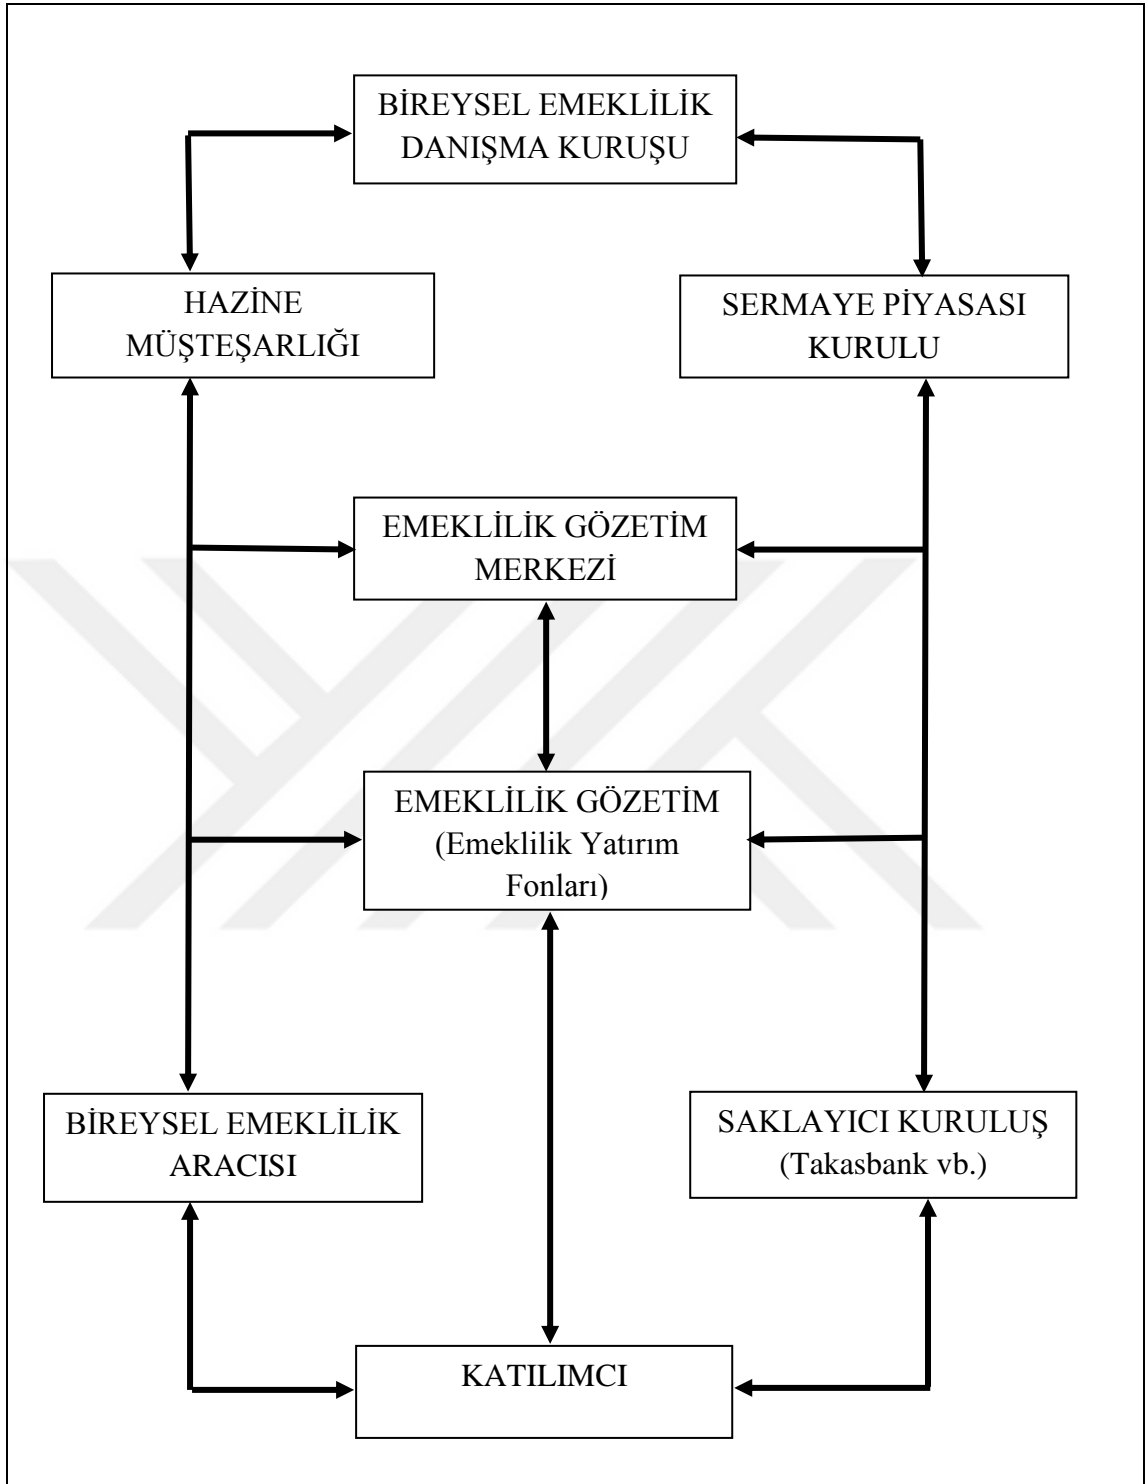 BİREYSEL EMEKLİLİK
DANIŞMA KURUŞU
HAZİNE
MÜŞTEŞARLIĞI
SERMAYE PİYASASI
KURULU
EMEKLİLİK GÖZETİM
MERKEZİ
EMEKLİLİK GÖZETİM
(Emeklilik Yatırım
Fonları)
BİREYSEL EMEKLİLİK
ARACISI
SAKLAYICI KURULUŞ
(Takasbank vb.)
KATILIMCI